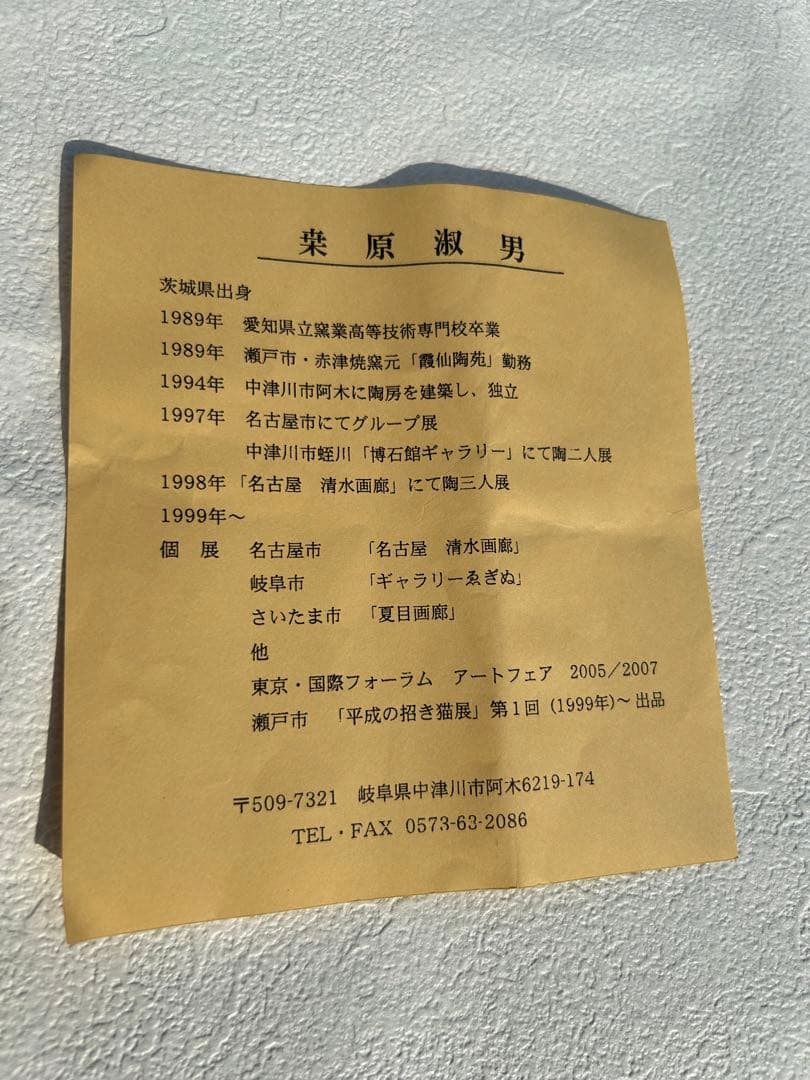 桒原淑男
茨城県出身
1989年　愛知県立窯業高等技術専門校卒業
1989年　瀬戸市・赤津焼窯元「霞仙陶苑」勤務
1994年　中津川市阿木に陶房を建築し、独立
1997年　名古屋市にてグループ展
中津川市蛭川「博石館ギャラリー」にて陶二人展
1998年「名古屋　清水画廊」にて陶三人展
1999年～
個　展　名古屋市　「名古屋　清水画廊」
岐阜市　「ギャラリーゑぎぬ」
さいたま市　「夏目画廊」
他
東京・国際フォーラム　アートフェア　2005／2007
瀬戸市　「平成の招き猫展」第1回（1999年）～出品
〒509-7321　岐阜県中津川市阿木6219-174
TEL・FAX 0573-63-2086